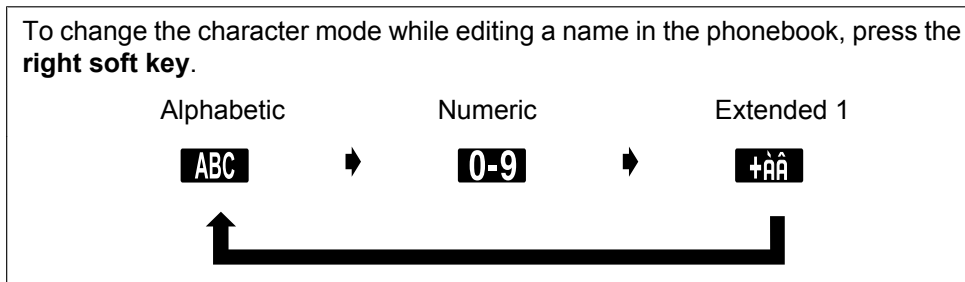 To change the character mode while editing a name in the phonebook, press the
right soft key.
Alphabetic Numeric Extended 1
ABC 0-9 +ÀÂ